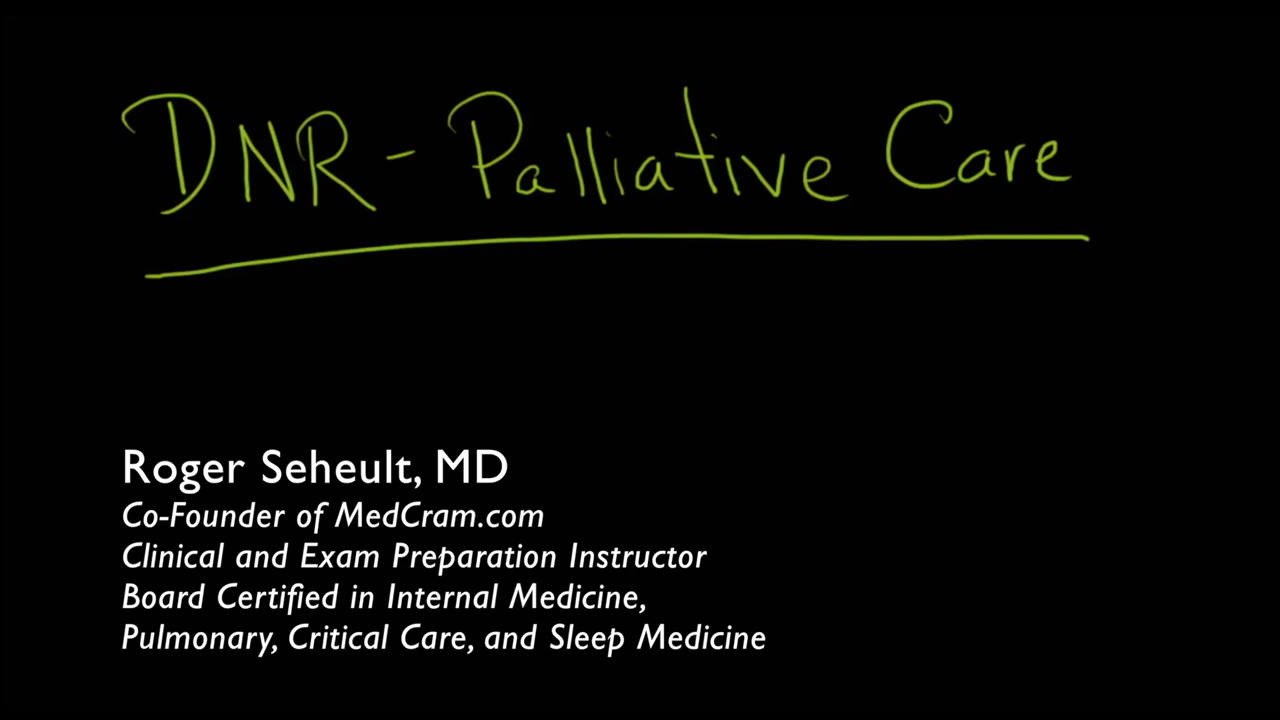 DNR - Palliative Care
Roger Seheult, MD
Co-Founder of MedCram.com
Clinical and Exam Preparation Instructor
Board Certified in Internal Medicine,
Pulmonary, Critical Care, and Sleep Medicine